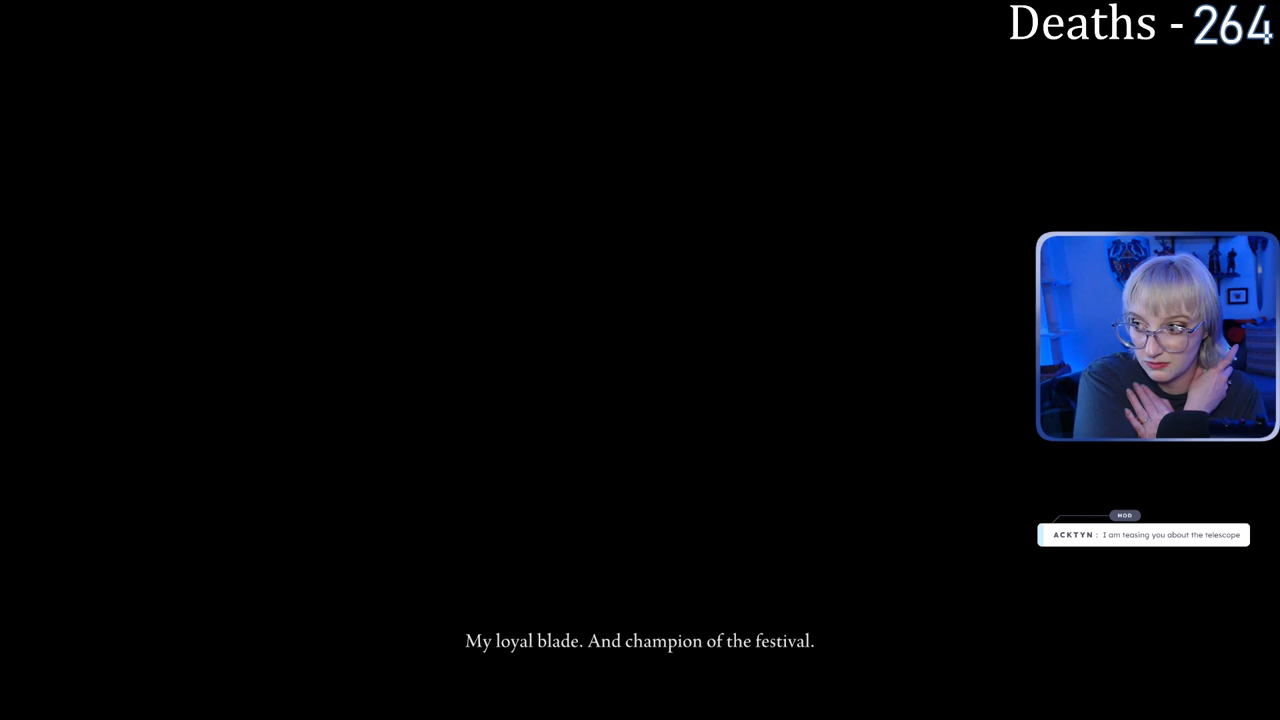 Deaths - 264
MOD
ACKTYN : I am teasing you about the telescope
My loyal blade. And champion of the festival.